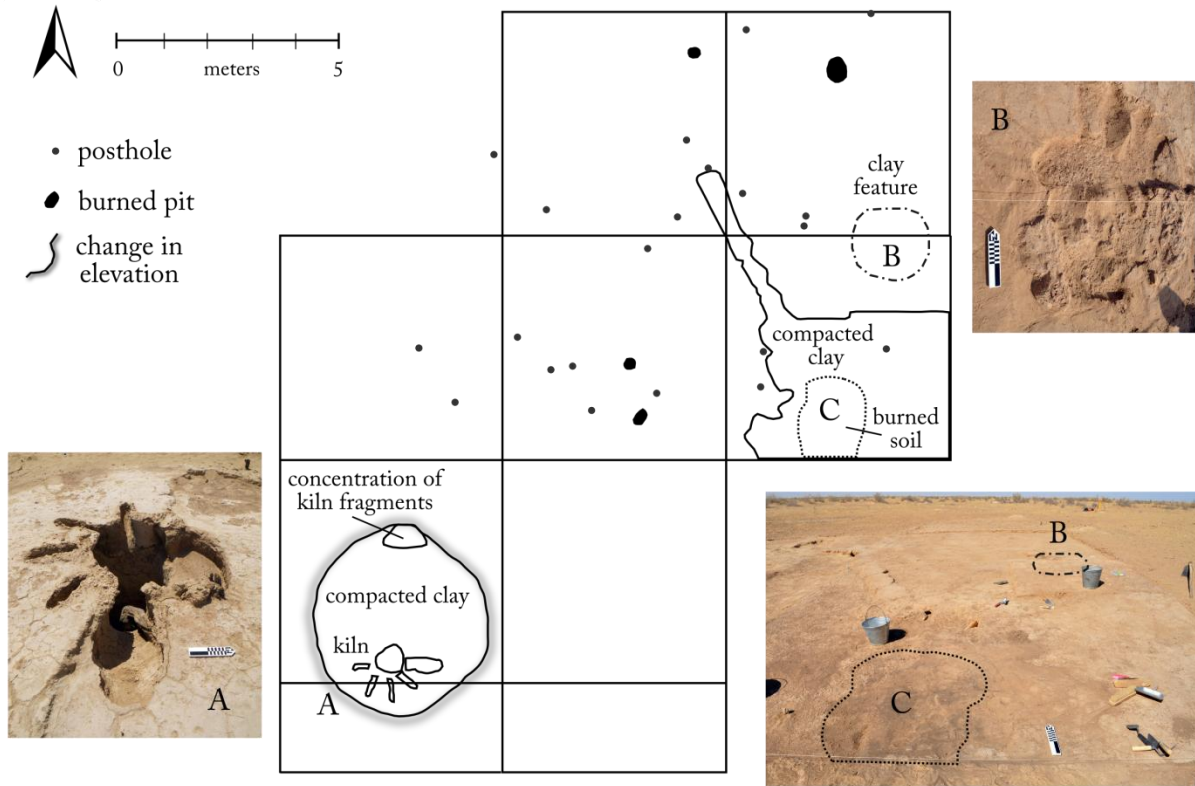 0
meters
5
posthole
burned pit
change in
elevation
clay
feature
B
compacted
clay
C
burned
soil
concentration of
kiln fragments
compacted clay
kiln
A
A
B
B
C